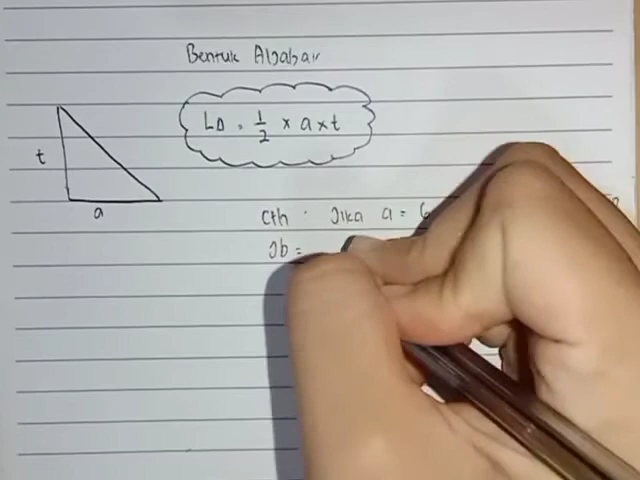 Bentuk Aljabar
L△ = 1/2 × a × t
t
a
Cth : Jika a = 6
Jb =